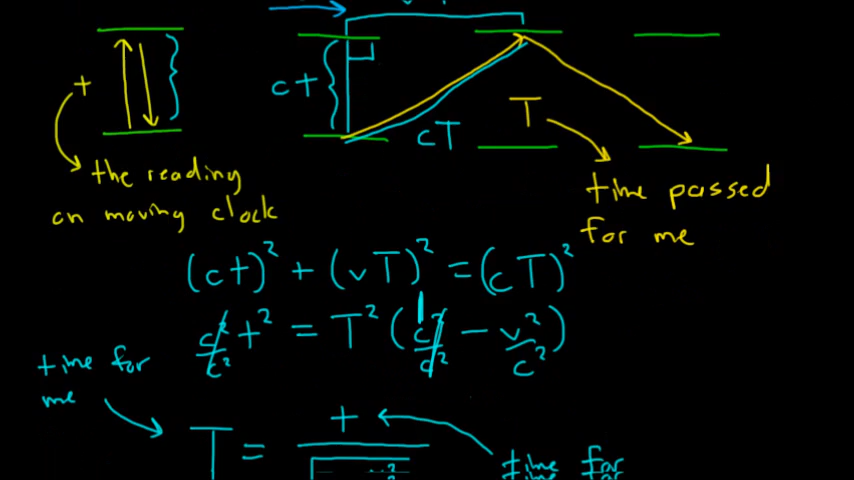 t
the reading
on moving clock
ct
cT
T
time passed
for me
(ct)² + (vT)² = (cT)²
c²/c² t² = T² (c²/c² − v²/c²)
1
time for
me
T = t
time for